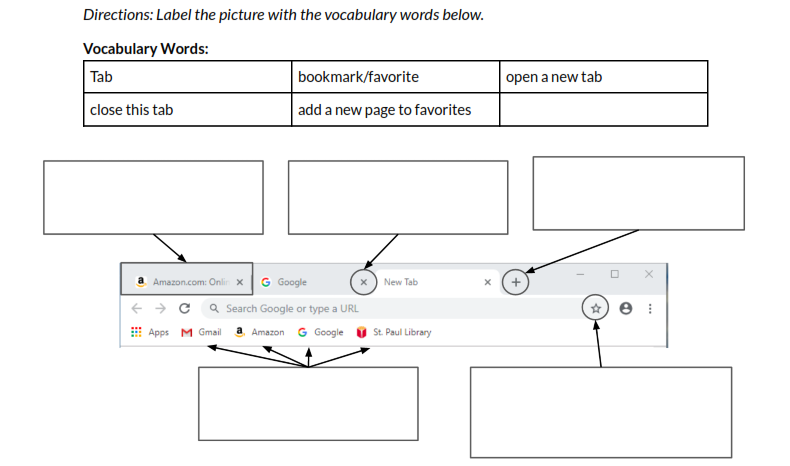 Directions: Label the picture with the vocabulary words below.
Vocabulary Words:
Tab bookmark/favorite open a new tab
close this tab add a new page to favorites
Amazon.com: Onlin Google New Tab
Search Google or type a URL
Apps Gmail Amazon Google St. Paul Library